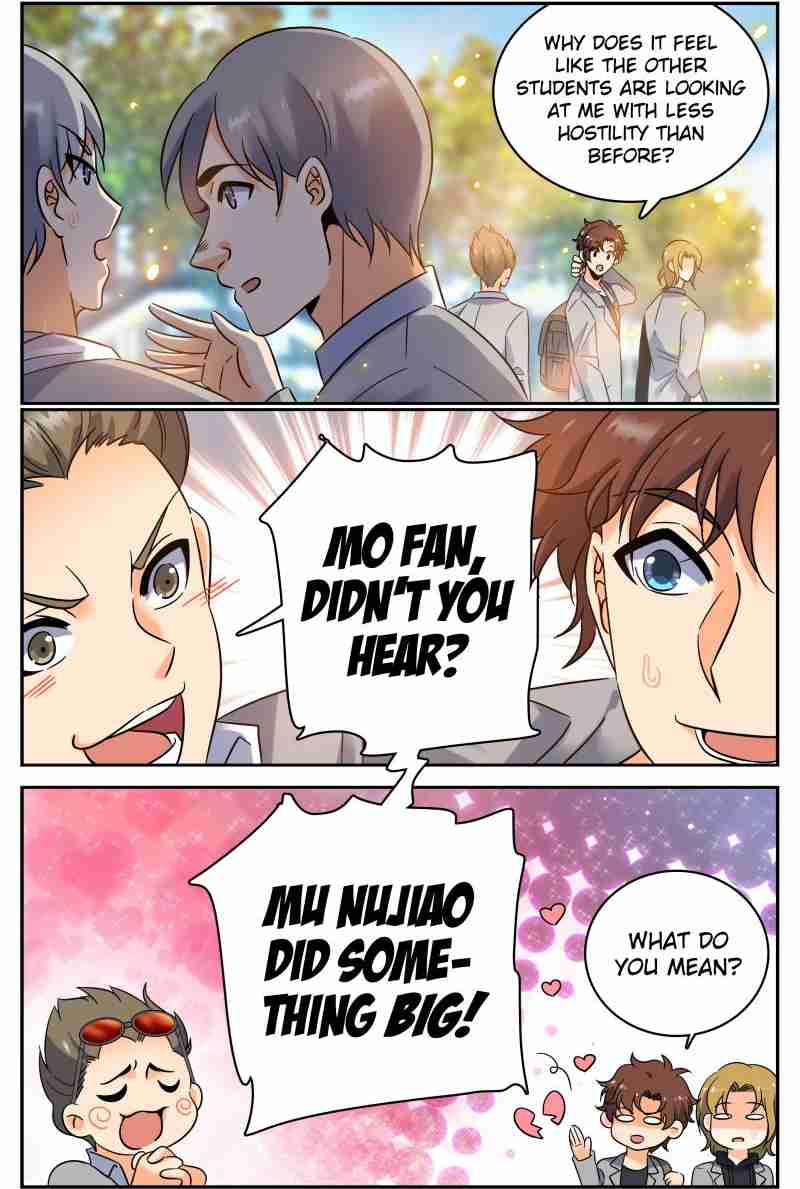 WHY DOES IT FEEL
LIKE THE OTHER
STUDENTS ARE LOOKING
AT ME WITH LESS
HOSTILITY THAN
BEFORE?
MO FAN,
DIDN'T YOU
HEAR?
MU NUJIAO
DID SOME-
THING BIG!
WHAT DO
YOU MEAN?